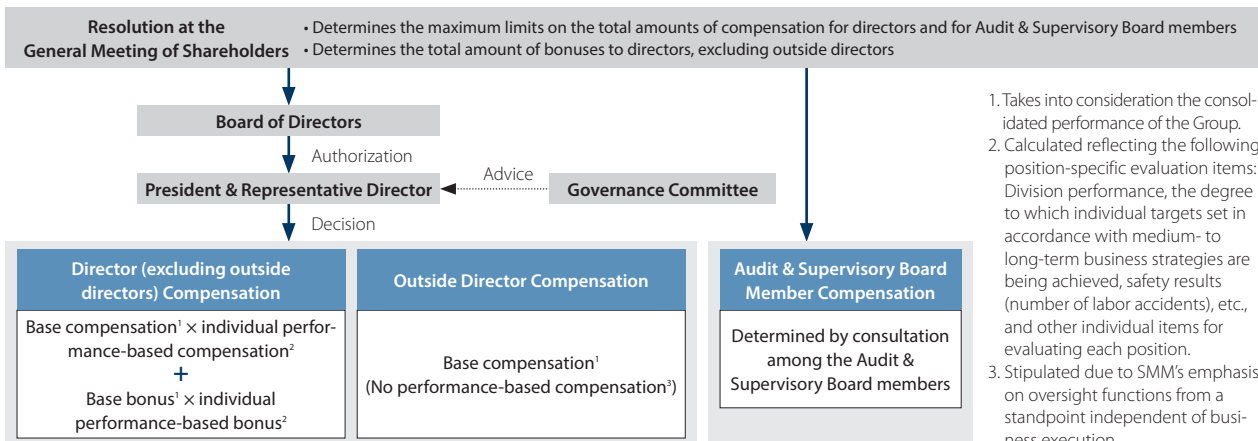 Resolution at the
General Meeting of Shareholders
• Determines the maximum limits on the total amounts of compensation for directors and for Audit & Supervisory Board members
• Determines the total amount of bonuses to directors, excluding outside directors
Board of Directors
Authorization
President & Representative Director
Advice
Governance Committee
Decision
Director (excluding outside
directors) Compensation
Base compensation¹ × individual perfor-
mance-based compensation²
+
Base bonus¹ × individual
performance-based bonus²
Outside Director Compensation
Base compensation¹
(No performance-based compensation³)
Audit & Supervisory Board
Member Compensation
Determined by consultation
among the Audit &
Supervisory Board members
1. Takes into consideration the consol-
idated performance of the Group.
2. Calculated reflecting the following
position-specific evaluation items:
Division performance, the degree
to which individual targets set in
accordance with medium- to
long-term business strategies are
being achieved, safety results
(number of labor accidents), etc.,
and other individual items for
evaluating each position.
3. Stipulated due to SMM's emphasis
on oversight functions from a
standpoint independent of busi-
ness execution.